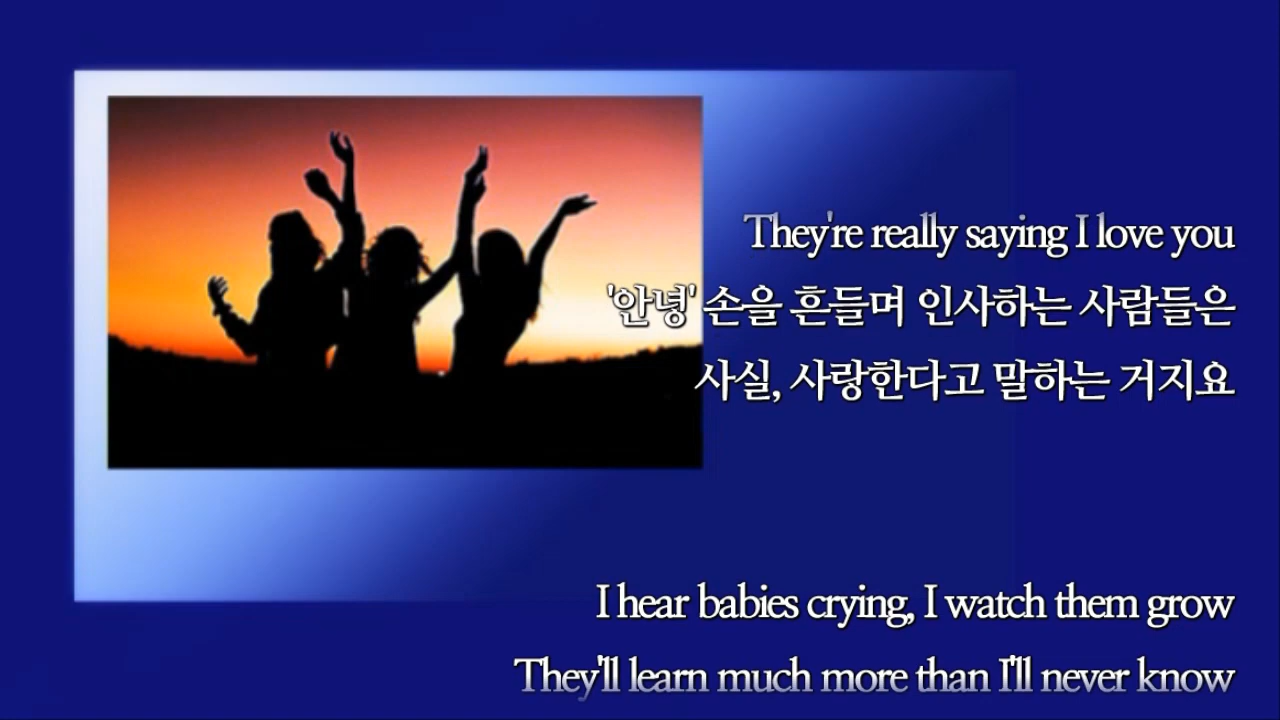 They're really saying I love you
'안녕' 손을 흔들며 인사하는 사람들은
사실, 사랑한다고 말하는 거지요
I hear babies crying, I watch them grow
They'll learn much more than I'll never know